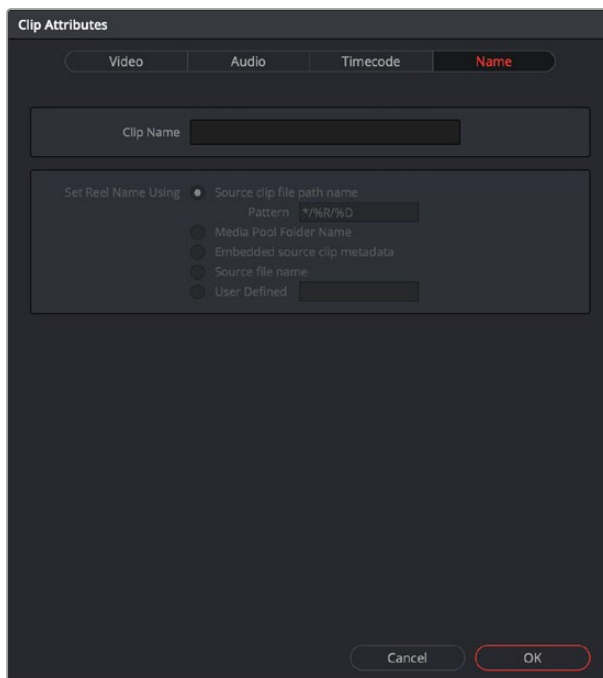 Clip Attributes
Video Audio Timecode Name
Clip Name
Set Reel Name Using Source clip file path name
Pattern */%R/%D
Media Pool Folder Name
Embedded source clip metadata
Source file name
User Defined
Cancel OK